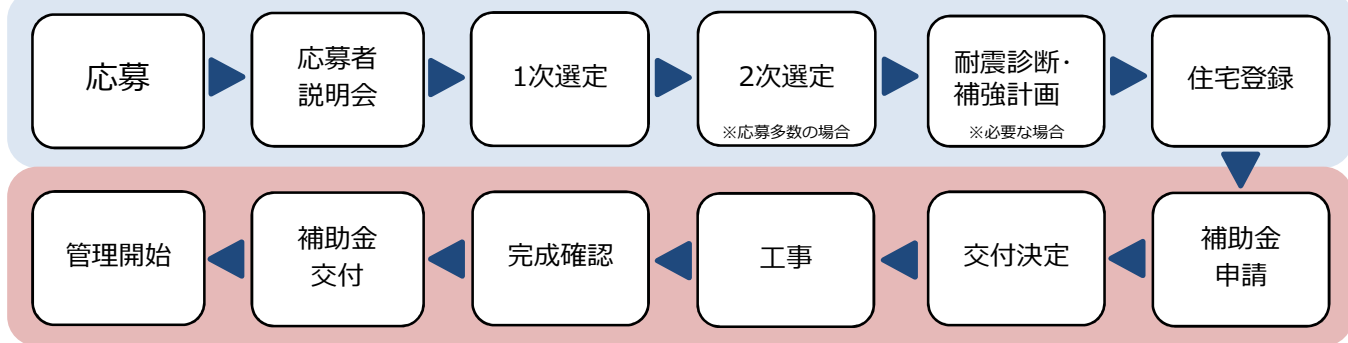 応募
応募者
説明会
1次選定
2次選定
※応募多数の場合
耐震診断・
補強計画
※必要な場合
住宅登録
補助金
申請
交付決定
工事
完成確認
補助金
交付
管理開始